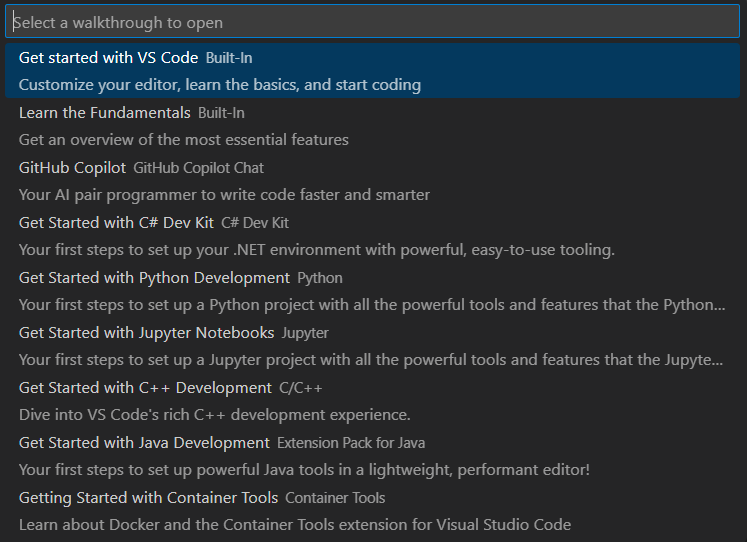 Select a walkthrough to open
Get started with VS Code Built-In
Customize your editor, learn the basics, and start coding
Learn the Fundamentals Built-In
Get an overview of the most essential features
GitHub Copilot GitHub Copilot Chat
Your AI pair programmer to write code faster and smarter
Get Started with C# Dev Kit C# Dev Kit
Your first steps to set up your .NET environment with powerful, easy-to-use tooling.
Get Started with Python Development Python
Your first steps to set up a Python project with all the powerful tools and features that the Python...
Get Started with Jupyter Notebooks Jupyter
Your first steps to set up a Jupyter project with all the powerful tools and features that the Jupyte...
Get Started with C++ Development C/C++
Dive into VS Code's rich C++ development experience.
Get Started with Java Development Extension Pack for Java
Your first steps to set up powerful Java tools in a lightweight, performant editor!
Getting Started with Container Tools Container Tools
Learn about Docker and the Container Tools extension for Visual Studio Code